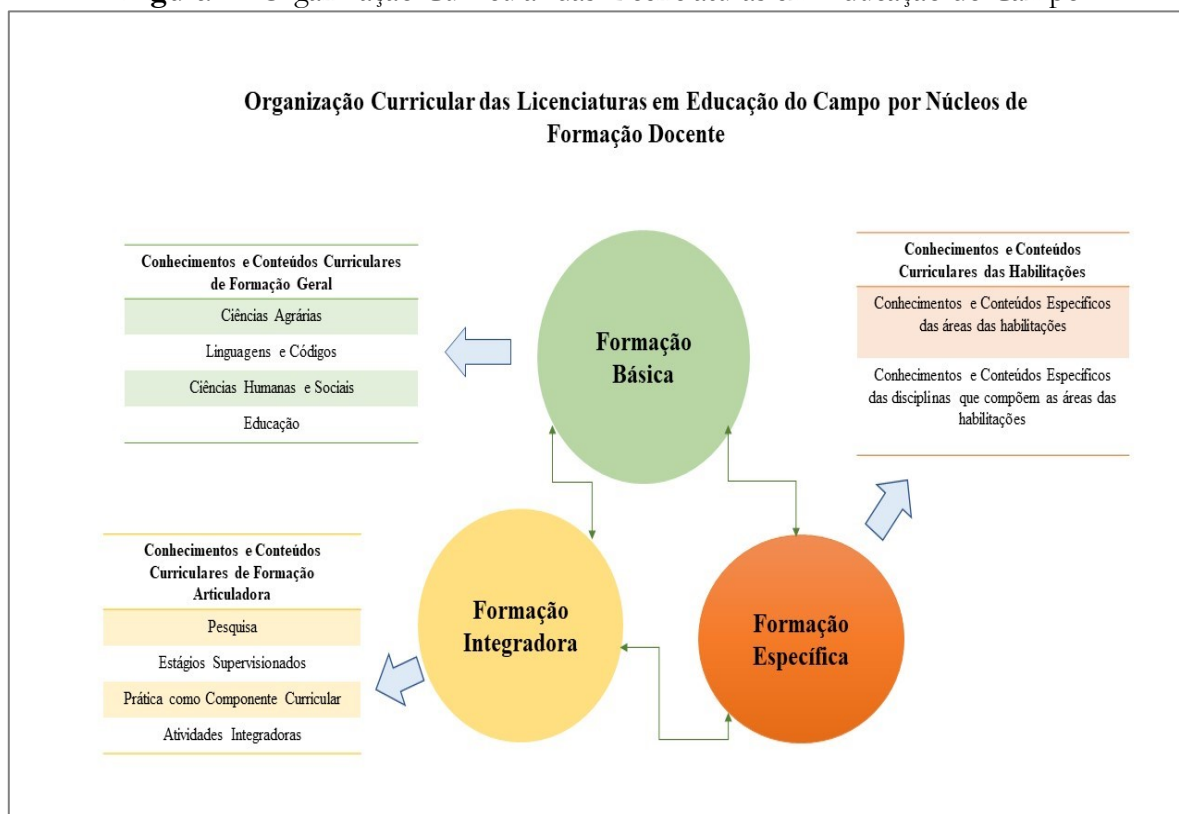 Organização Curricular das Licenciaturas em Educação do Campo por Núcleos de
Formação Docente
Conhecimentos e Conteúdos Curriculares
de Formação Geral
Ciências Agrárias
Linguagens e Códigos
Ciências Humanas e Sociais
Educação
Formação
Básica
Conhecimentos e Conteúdos
Curriculares das Habilitações
Conhecimentos e Conteúdos Específicos
das áreas das habilitações
Conhecimentos e Conteúdos Específicos
das disciplinas que compõem as áreas das
habilitações
Conhecimentos e Conteúdos
Curriculares de Formação
Articuladora
Pesquisa
Estágios Supervisionados
Prática como Componente Curricular
Atividades Integradoras
Formação
Integradora
Formação
Específica